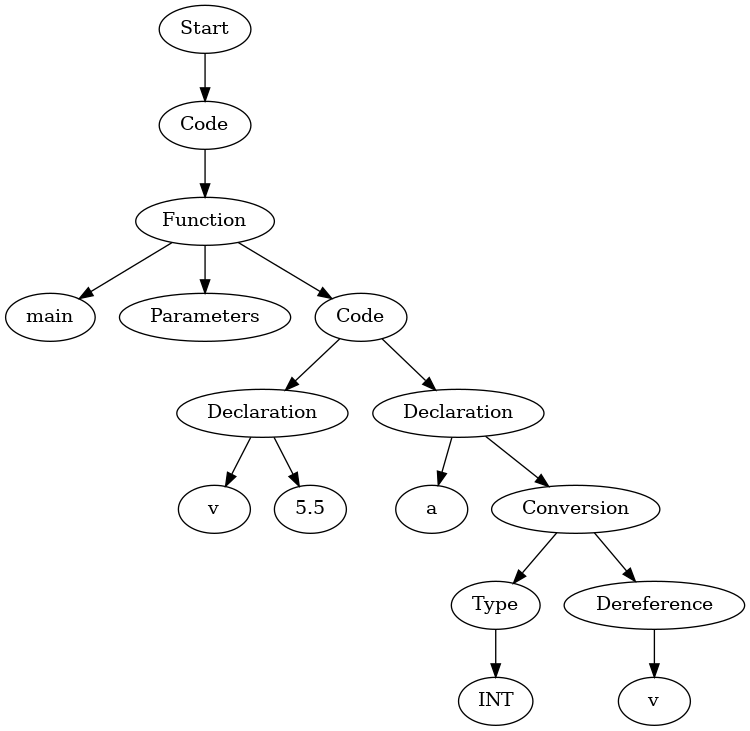 Start
Code
Function
main
Parameters
Code
Declaration
Declaration
v
5.5
a
Conversion
Type
Dereference
INT
v